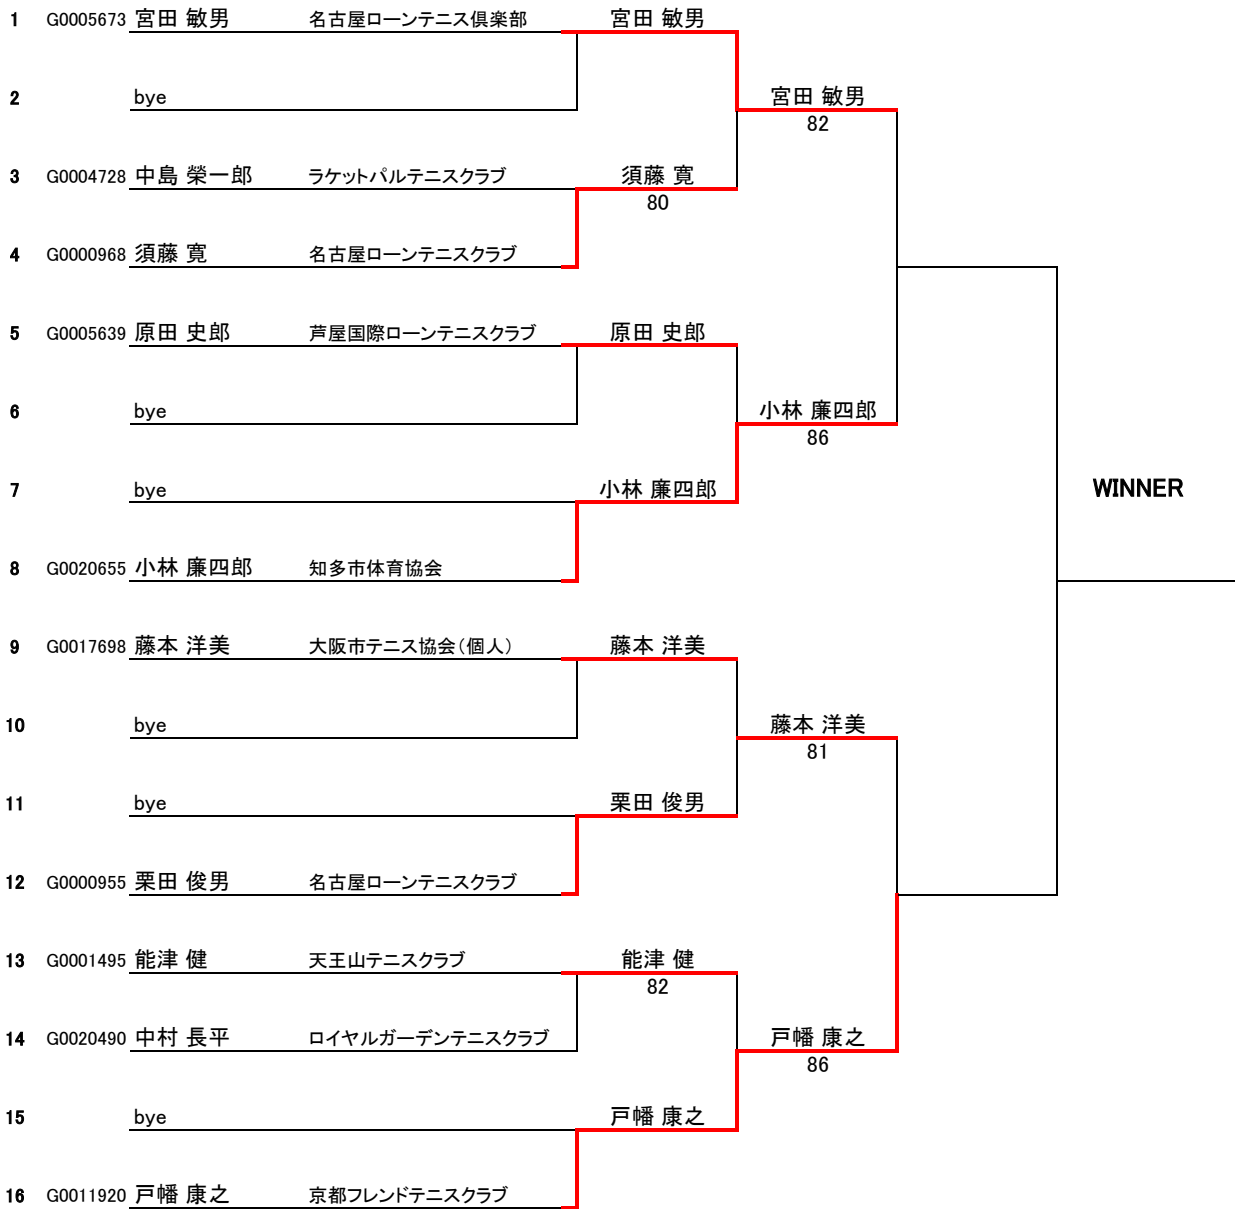 1 G0005673 宮田 敏男 名古屋ローンテニス倶楽部 宮田 敏男
2 bye 宮田 敏男
82
3 G0004728 中島 榮一郎 ラケットパルテニスクラブ 須藤 寛
80
4 G0000968 須藤 寛 名古屋ローンテニスクラブ
5 G0005639 原田 史郎 芦屋国際ローンテニスクラブ 原田 史郎
6 bye 小林 廉四郎
86
7 bye 小林 廉四郎 WINNER
8 G0020655 小林 廉四郎 知多市体育協会
9 G0017698 藤本 洋美 大阪市テニス協会(個人) 藤本 洋美
10 bye 藤本 洋美
81
11 bye 栗田 俊男
12 G0000955 栗田 俊男 名古屋ローンテニスクラブ
13 G0001495 能津 健 天王山テニスクラブ 能津 健
82
14 G0020490 中村 長平 ロイヤルガーデンテニスクラブ 戸幡 康之
86
15 bye 戸幡 康之
16 G0011920 戸幡 康之 京都フレンドテニスクラブ